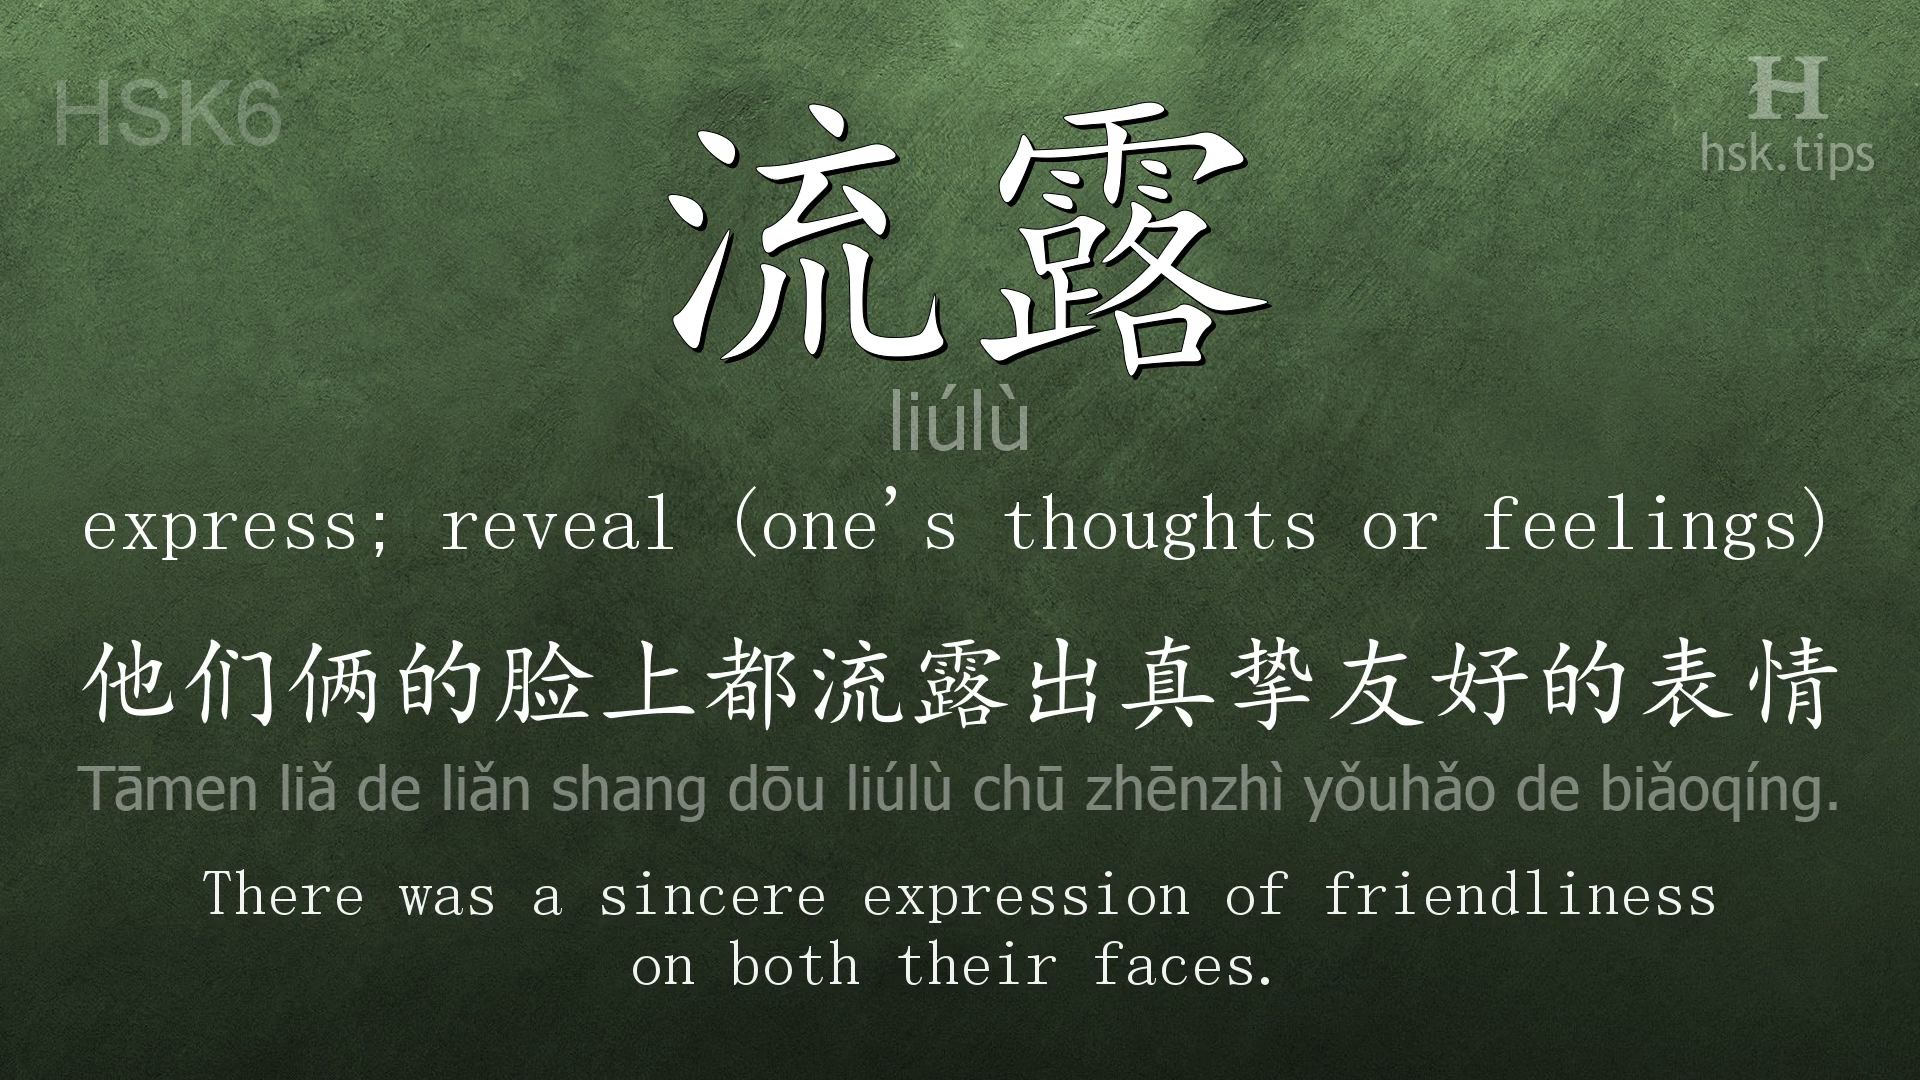 HSK6
H
hsk.tips
流露
liúlù
express; reveal (one's thoughts or feelings)
他们俩的脸上都流露出真挚友好的表情
Tāmen liǎ de liǎn shang dōu liúlù chū zhēnzhì yǒuhǎo de biǎoqíng.
There was a sincere expression of friendliness
on both their faces.